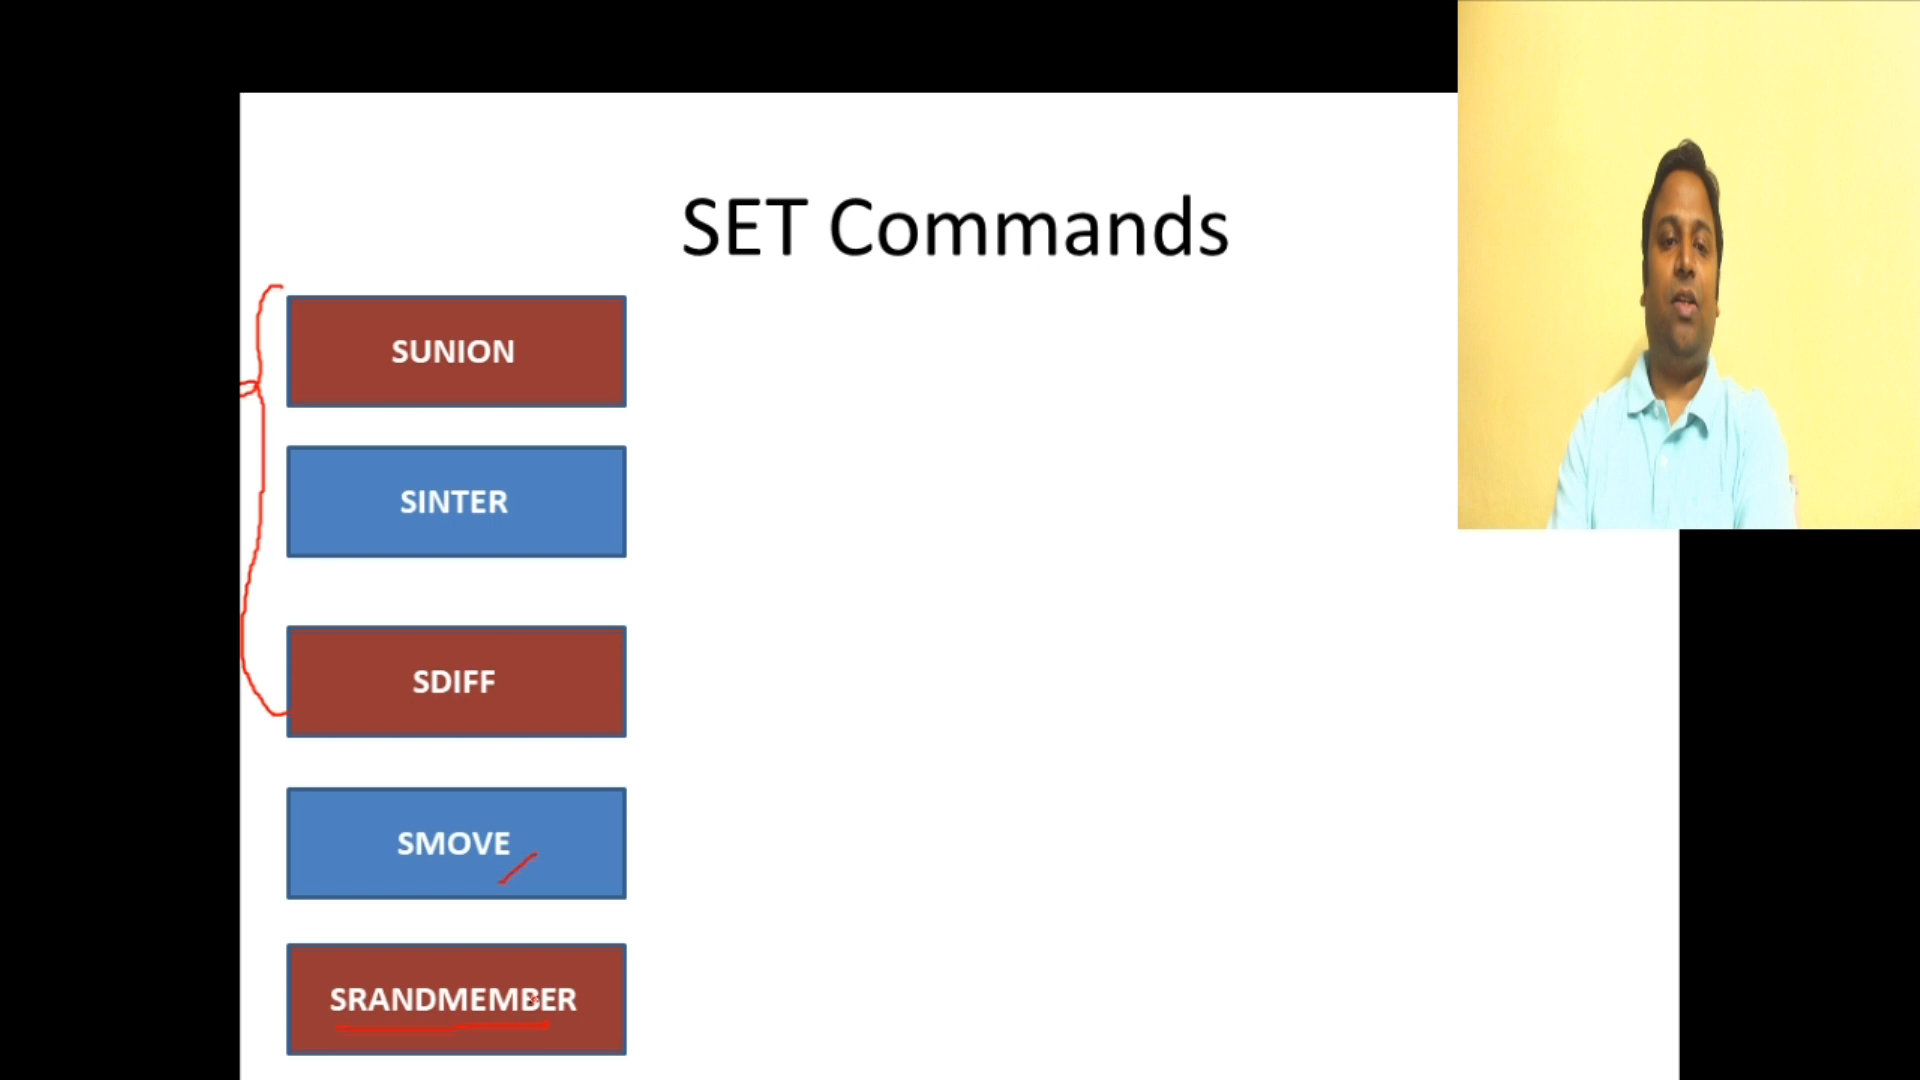 SET Commands
SUNION
SINTER
SDIFF
SMOVE
SRANDMEMBER